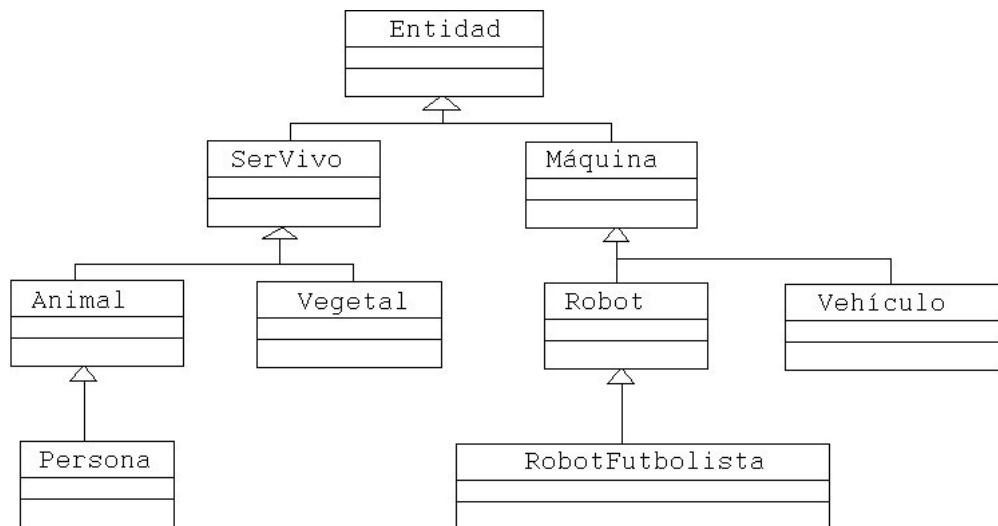 Entidad
SerVivo
Máquina
Animal
Vegetal
Robot
Vehículo
Persona
RobotFutbolista